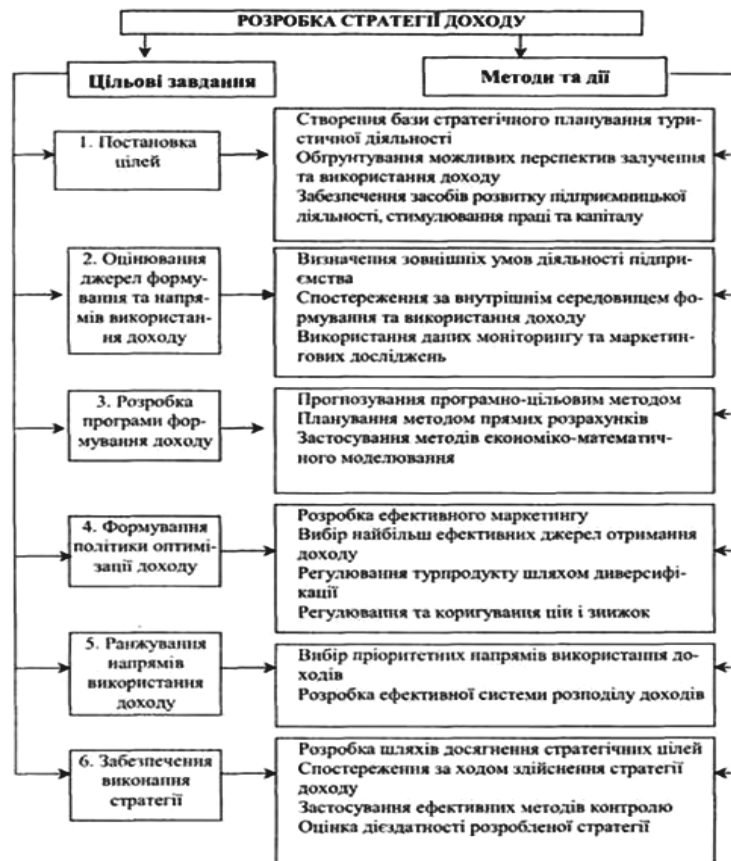 РОЗРОБКА СТРАТЕГІЇ ДОХОДУ
Цільові завдання
Методи та дії
1. Постановка
цілей
Створення бази стратегічного планування тури-
стичної діяльності
Обґрунтування можливих перспектив залучення
та використання доходу
Забезпечення засобів розвитку підприємницької
діяльності, стимулювання праці та капіталу
2. Оцінювання
джерел форму-
вання та напря-
мів використан-
ня доходу
Визначення зовнішніх умов діяльності підпри-
ємства
Спостереження за внутрішнім середовищем фо-
рмування та використання доходу
Використання даних моніторингу та маркетин-
гових досліджень
3. Розробка
програми фор-
мування доходу
Прогнозування програмно-цільовим методом
Планування методом прямих розрахунків
Застосування методів економіко-математич-
ного моделювання
4. Формування
політики оптимі-
зації доходу
Розробка ефективного маркетингу
Вибір найбільш ефективних джерел отримання
доходу
Регулювання турпродукту шляхом диверсифі-
кації
Регулювання та коригування цін і знижок
5. Ранжування
напрямів
використання
доходу
Вибір пріоритетних напрямів використання до-
ходів
Розробка ефективної системи розподілу доходів
6. Забезпечення
виконання
стратегії
Розробка шляхів досягнення стратегічних цілей
Спостереження за ходом здійснення стратегії
доходу
Застосування ефективних методів контролю
Оцінка дієздатності розробленої стратегії